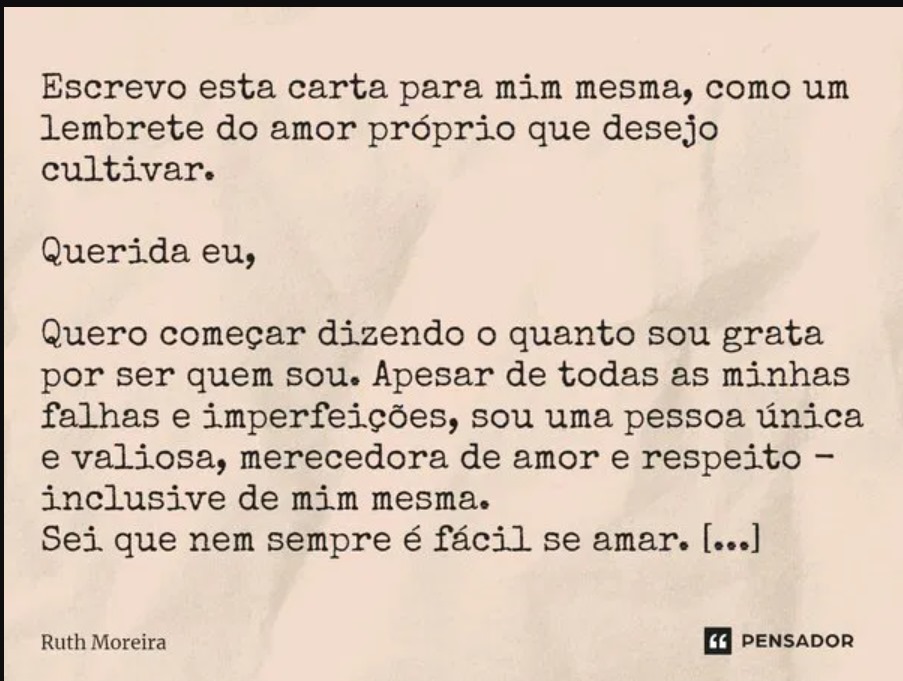 Escrevo esta carta para mim mesma, como um
lembrete do amor próprio que desejo
cultivar.
Querida eu,
Quero começar dizendo o quanto sou grata
por ser quem sou. Apesar de todas as minhas
falhas e imperfeições, sou uma pessoa única
e valiosa, merecedora de amor e respeito –
inclusive de mim mesma.
Sei que nem sempre é fácil se amar. [...]
Ruth Moreira
PENSADOR